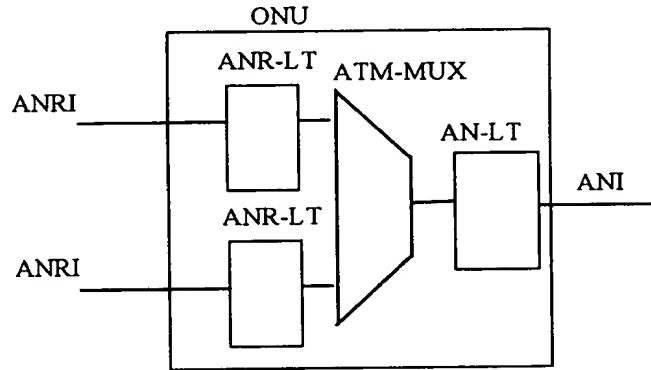 ONU
ANR-LT
ATM-MUX
ANRI
AN-LT
ANI
ANR-LT
ANRI